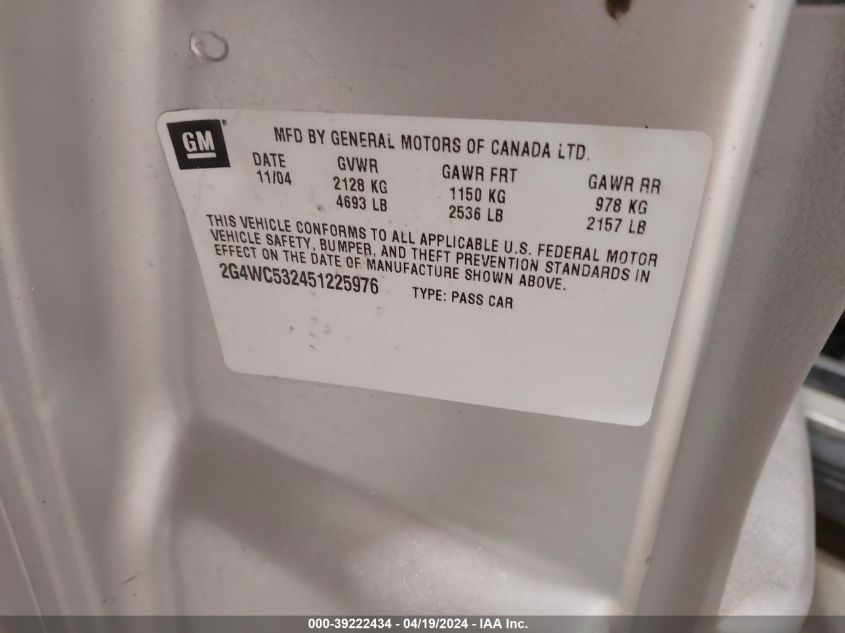 GM®
MFD BY GENERAL MOTORS OF CANADA LTD.
DATE GVWR GAWR FRT GAWR RR
11/04 2128 KG 1150 KG 978 KG
4693 LB 2536 LB 2157 LB
THIS VEHICLE CONFORMS TO ALL APPLICABLE U.S. FEDERAL MOTOR
VEHICLE SAFETY, BUMPER, AND THEFT PREVENTION STANDARDS IN
EFFECT ON THE DATE OF MANUFACTURE SHOWN ABOVE.
2G4WC532451225976 TYPE: PASS CAR
000-39222434 - 04/19/2024 - IAA Inc.